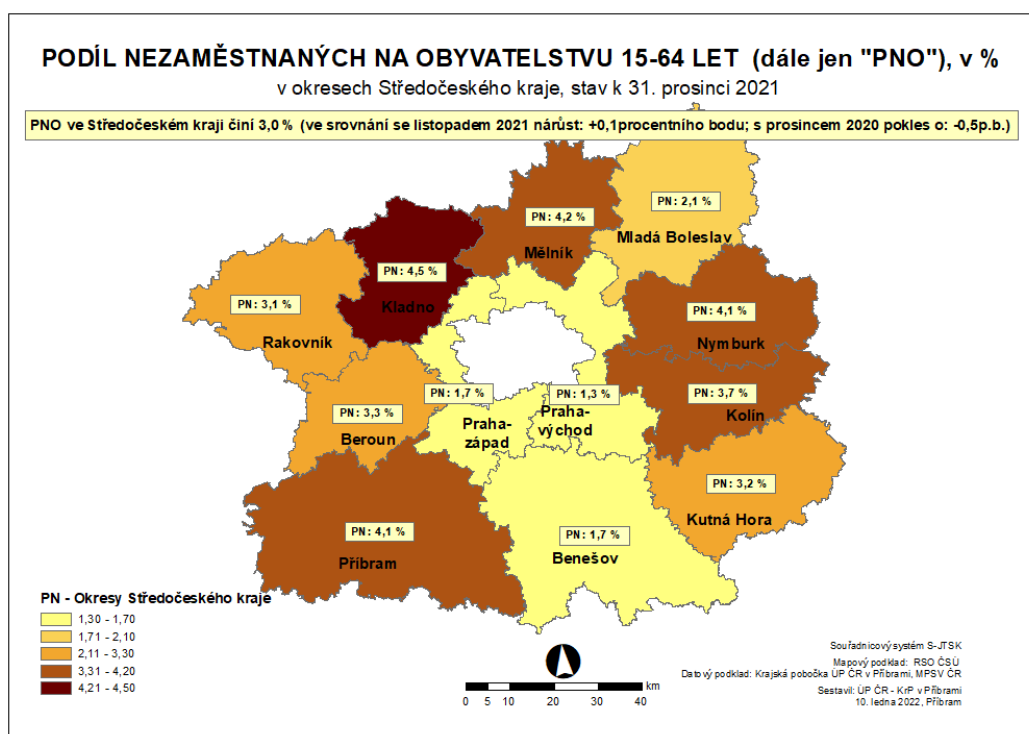 PODÍL NEZAMĚSTNANÝCH NA OBYVATELSTVU 15-64 LET (dále jen "PNO"), v %
v okresech Středočeského kraje, stav k 31. prosinci 2021
PNO ve Středočeském kraji činí 3,0 % (ve srovnání se listopadem 2021 nárůst: +0,1procentního bodu; s prosincem 2020 pokles o: -0,5p.b.)
PN: 2,1 %
Mladá Boleslav
PN: 4,2 %
Mělník
PN: 4,5 %
Kladno
PN: 3,1 %
Rakovník
PN: 4,1 %
Nymburk
PN: 1,7 %
Praha-
západ
PN: 1,3 %
Praha-
východ
PN: 3,7 %
Kolín
PN: 3,3 %
Beroun
PN: 3,2 %
Kutná Hora
PN: 4,1 %
Příbram
PN: 1,7 %
Benešov
PN - Okresy Středočeského kraje
1,30 - 1,70
1,71 - 2,10
2,11 - 3,30
3,31 - 4,20
4,21 - 4,50
km
0 5 10 20 30 40
Souřadnicový systém S-JTSK
Mapový podklad: RSO ČSÚ
Datový podklad: Krajská pobočka ÚP ČR v Příbrami, MPSV ČR
Sestavil: ÚP ČR - KrP v Příbrami
10. ledna 2022, Příbram